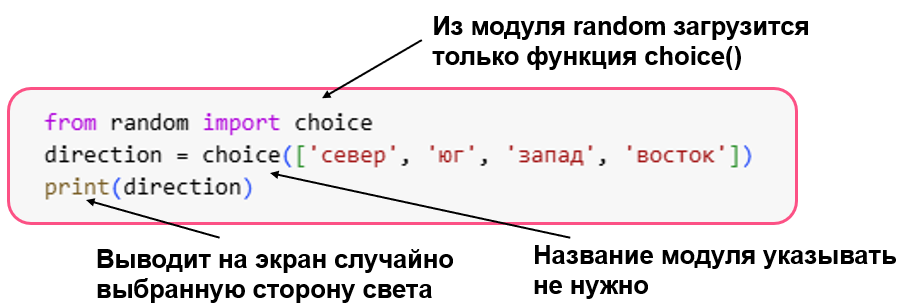 Из модуля random загрузится
только функция choice()
from random import choice
direction = choice(['север', 'юг', 'запад', 'восток'])
print(direction)
Выводит на экран случайно
выбранную сторону света
Название модуля указывать
не нужно